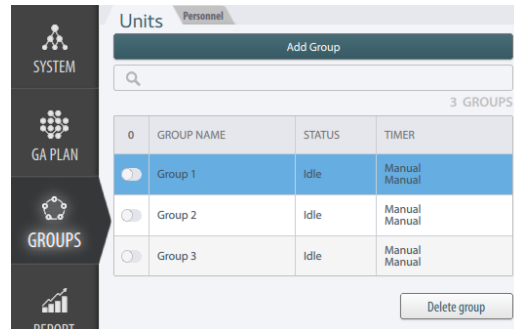 Units Personnel
SYSTEM
Add Group
3 GROUPS
GA PLAN
0 GROUP NAME STATUS TIMER
Group 1 Idle Manual
Manual
Group 2 Idle Manual
Manual
GROUPS
Group 3 Idle Manual
Manual
Delete group
REPORT